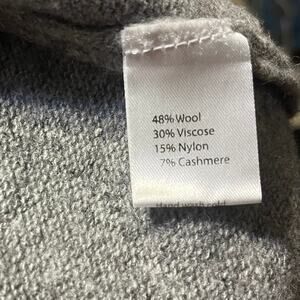 48% Wool
30% Viscose
15% Nylon
7% Cashmere
Hand wash cold